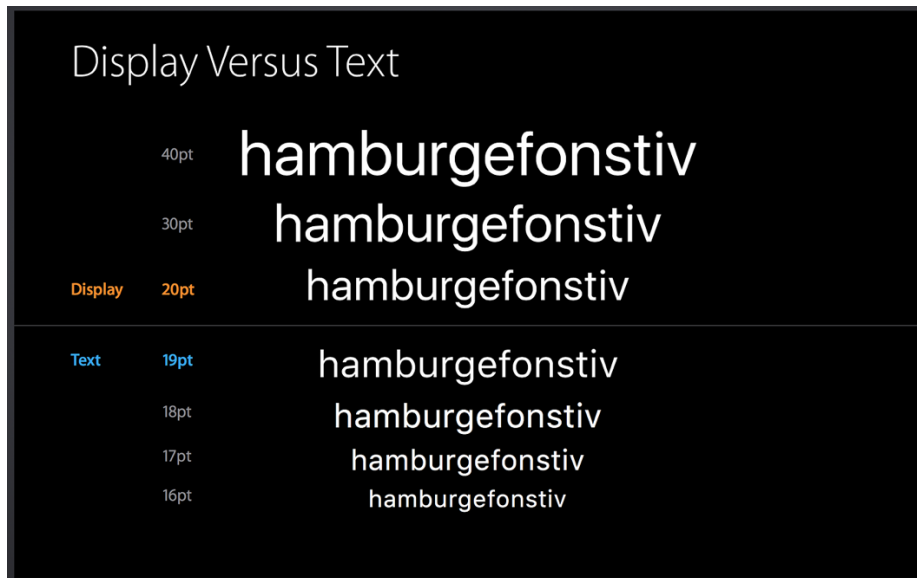 Display Versus Text
40pt hamburgefonstiv
30pt hamburgefonstiv
Display 20pt hamburgefonstiv
Text 19pt hamburgefonstiv
18pt hamburgefonstiv
17pt hamburgefonstiv
16pt hamburgefonstiv